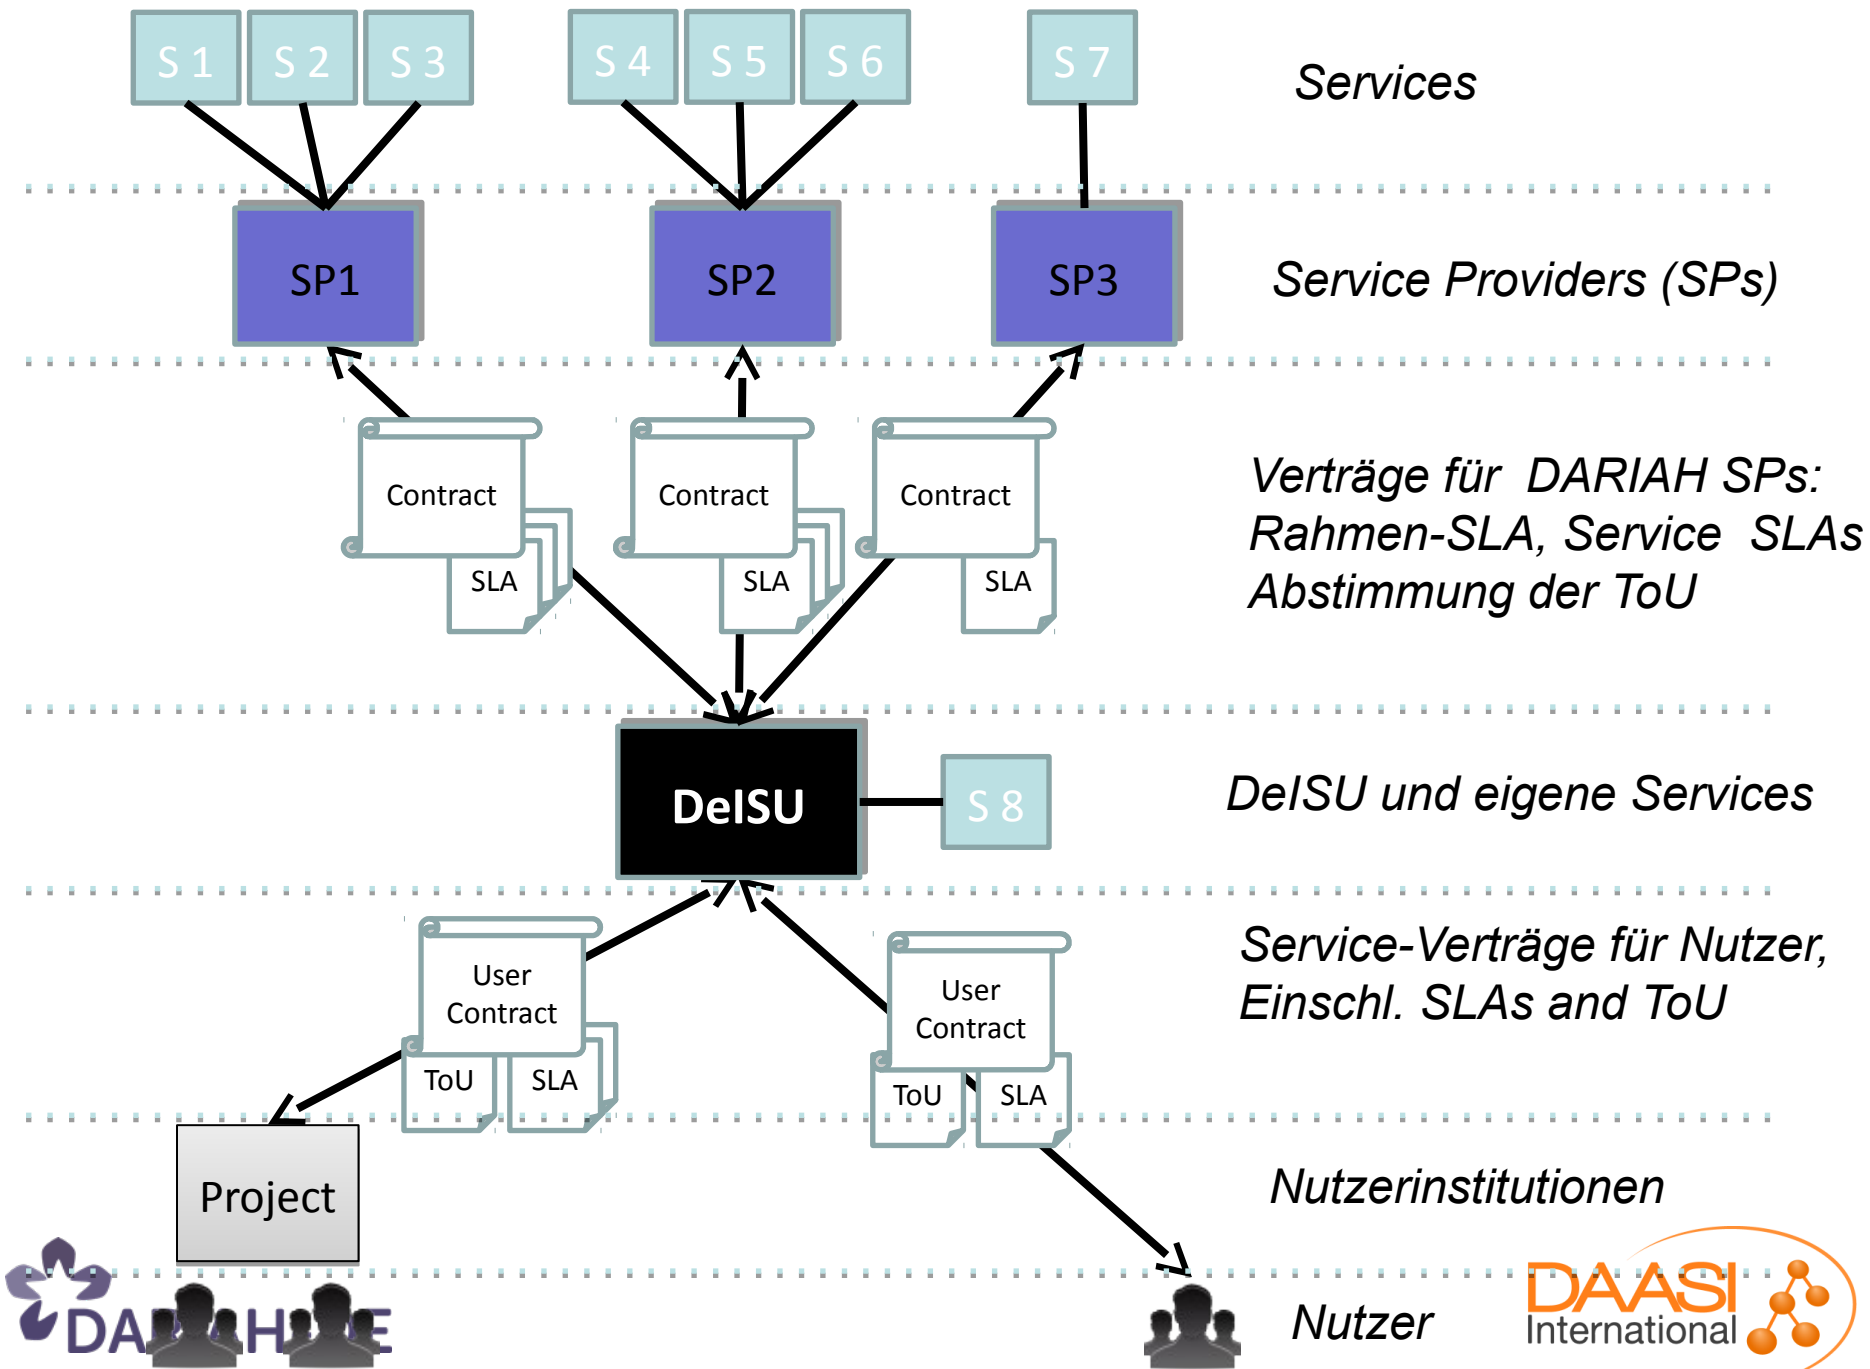 S 1 S 2 S 3 S 4 S 5 S 6 S 7
Services
SP1 SP2 SP3
Service Providers (SPs)
Contract Contract Contract
SLA SLA SLA
Verträge für DARIAH SPs:
Rahmen-SLA, Service SLAs
Abstimmung der ToU
DeISU
S 8
DeISU und eigene Services
User
Contract
ToU SLA
User
Contract
ToU SLA
Service-Verträge für Nutzer,
Einschl. SLAs and ToU
Project
Nutzerinstitutionen
Nutzer
DAASI
International